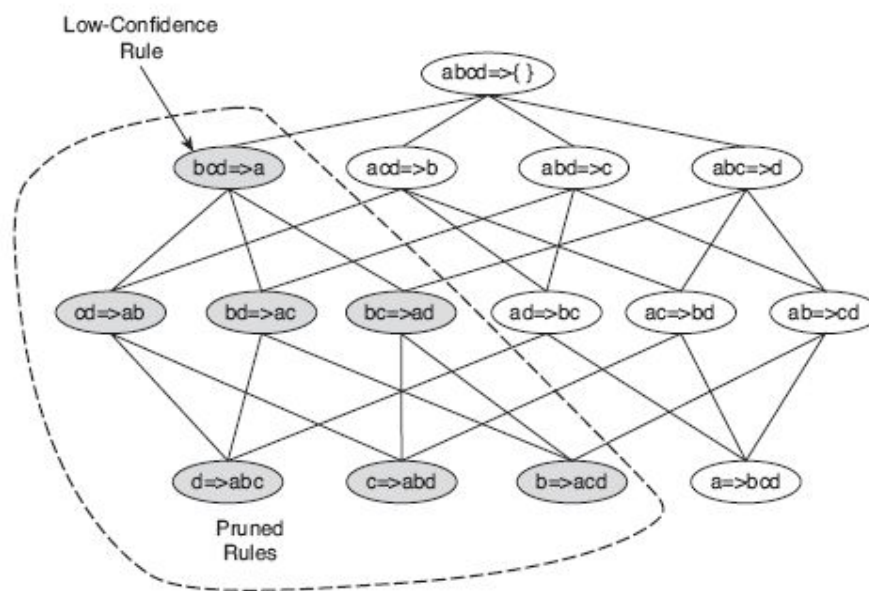 Low-Confidence
Rule
abcd=>{ }
bcd=>a
acd=>b
abd=>c
abc=>d
cd=>ab
bd=>ac
bc=>ad
ad=>bc
ac=>bd
ab=>cd
d=>abc
c=>abd
b=>acd
a=>bcd
Pruned
Rules